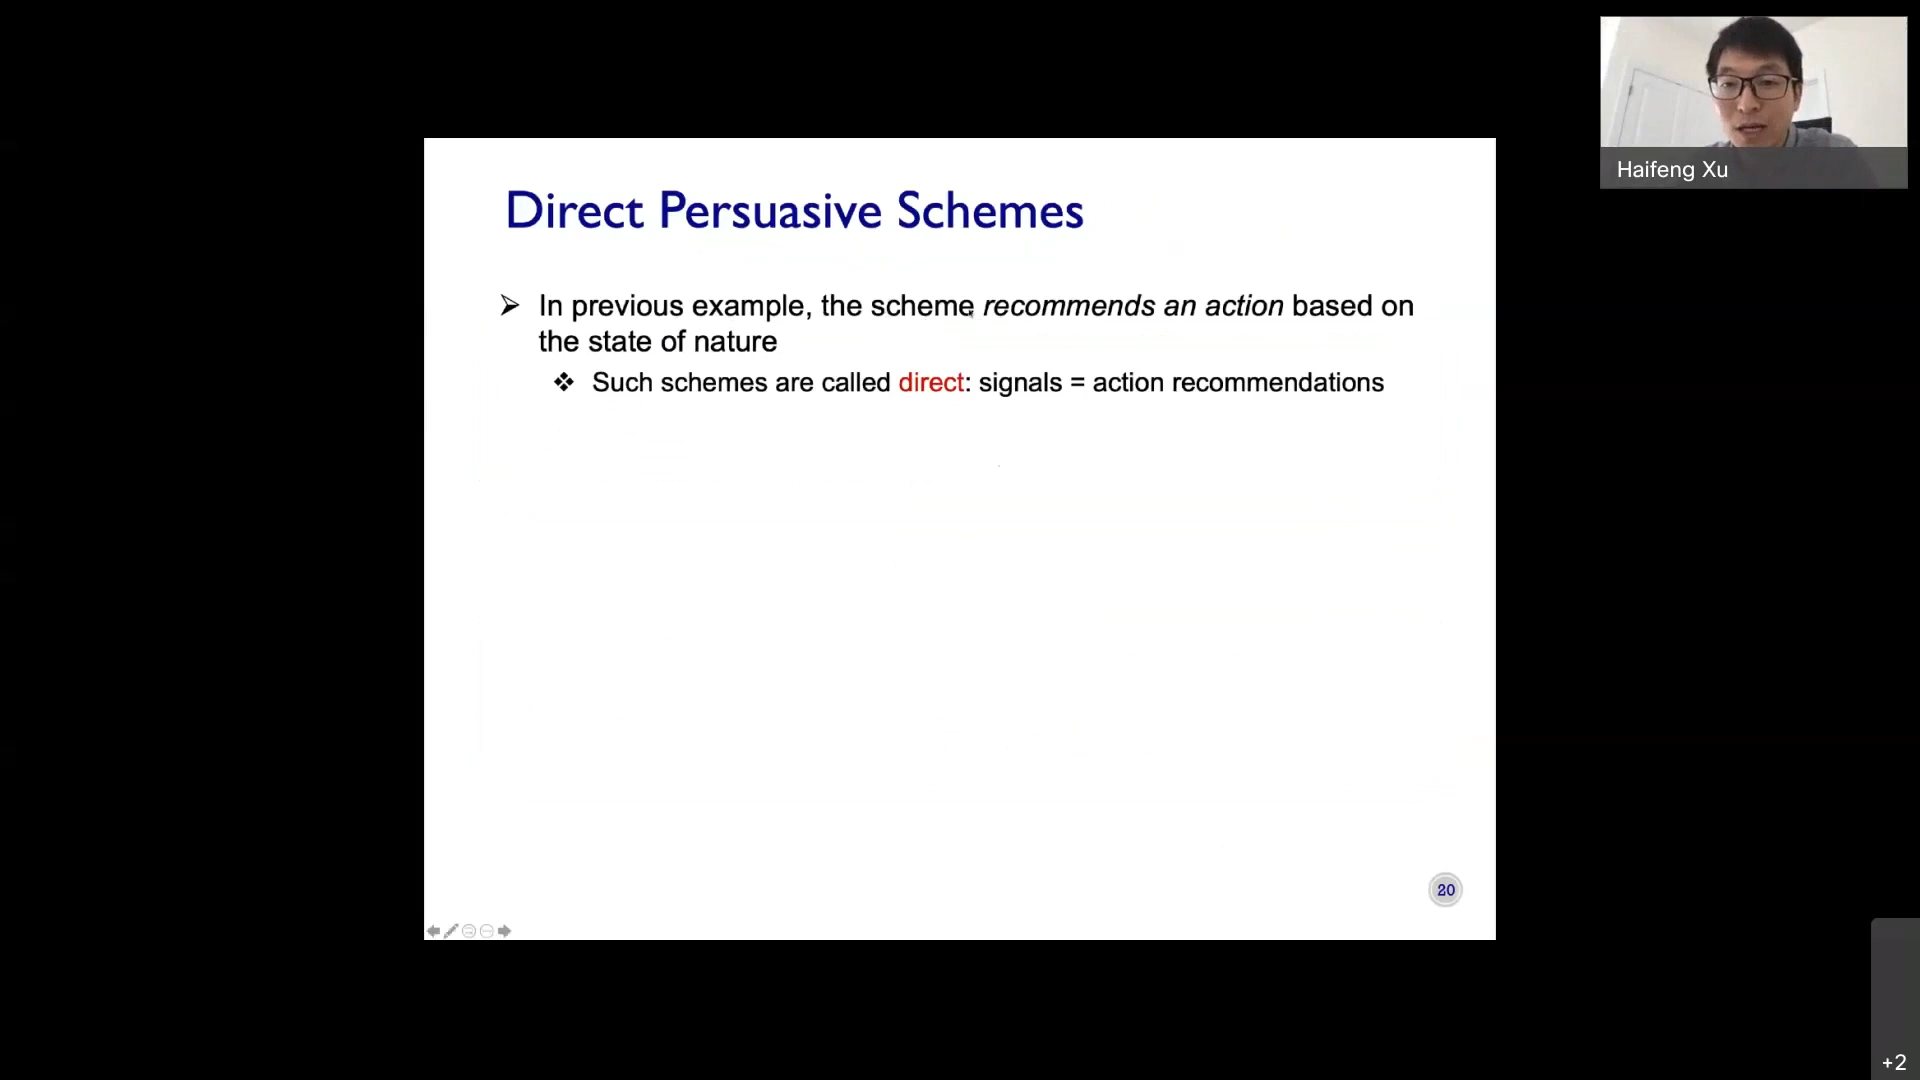 Haifeng Xu
Direct Persuasive Schemes
In previous example, the scheme recommends an action based on
the state of nature
Such schemes are called direct: signals = action recommendations
20
+2